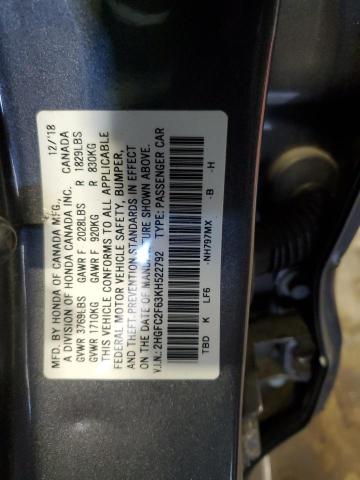 MFD. BY HONDA OF CANADA MFG., 12/'18
A DIVISION OF HONDA CANADA INC. CANADA
GVWR 3769LBS GAWR F 2028LBS R 1829LBS
GVWR 1710KG GAWR F 920KG R 830KG
THIS VEHICLE CONFORMS TO ALL APPLICABLE
FEDERAL MOTOR VEHICLE SAFETY, BUMPER,
AND THEFT-PREVENTION STANDARDS IN EFFECT
ON THE DATE OF MANUFACTURE SHOWN ABOVE.
V.I.N.: 2HGFC2F63KH522792 TYPE: PASSENGER CAR
TBD K LF6 -NH797MX -B -H